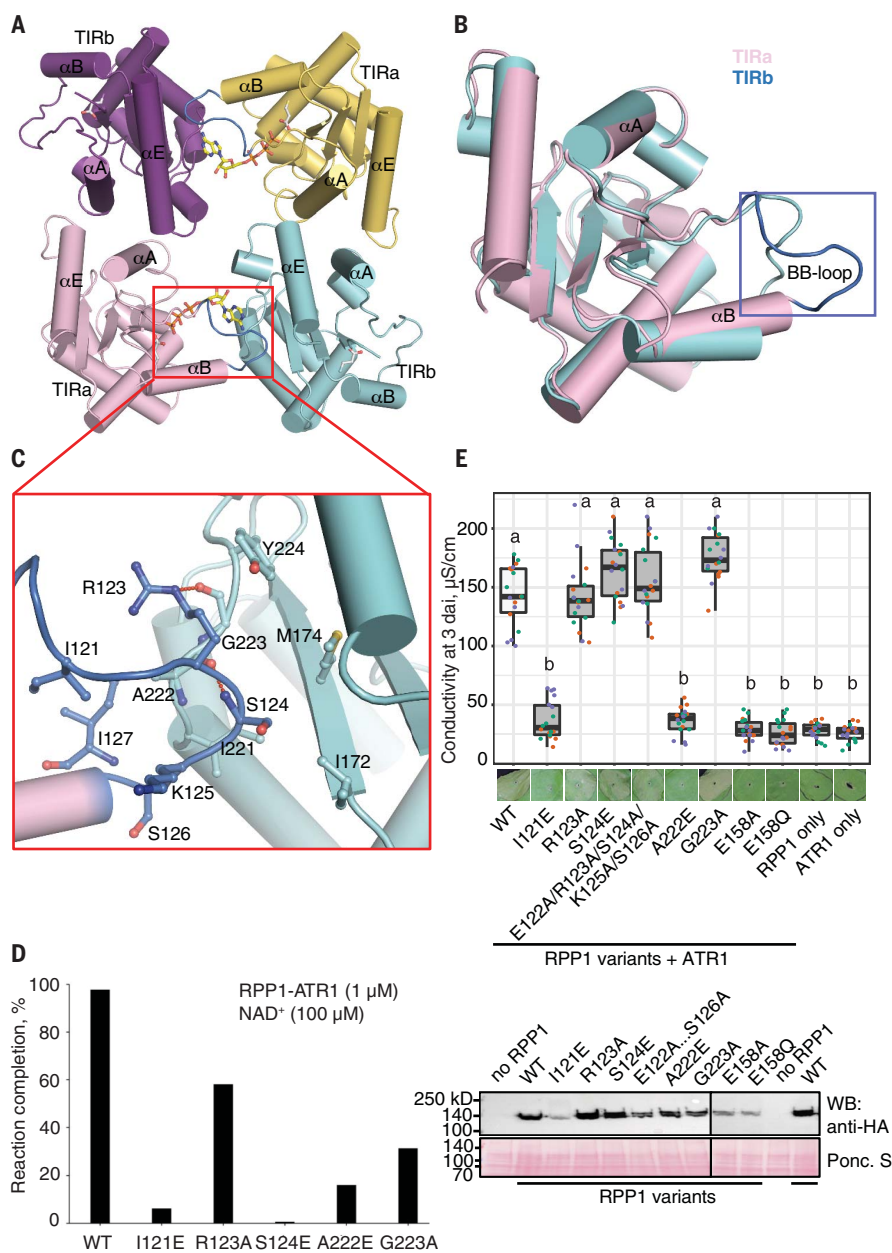 A
TIRb
αB
αE
αA
TIRa
αB
αA
αE
αE
αA
TIRa
αB
αE
αA
TIRb
αB
B
TIRa
TIRb
αA
BB-loop
αB
C
Y224
R123
G223
M174
I121
A222
S124
I127
I221
I172
K125
S126
D
Reaction completion, %
100
80
60
40
20
0
RPP1-ATR1 (1 µM)
NAD⁺ (100 µM)
WT I121E R123A S124E A222E G223A
E
Conductivity at 3 dai, µS/cm
200
150
100
50
0
a
b
a
a
a
b
a
b
b
b
b
WT
I121E
R123A
S124E
E122A/R123A/S124A/
K125A/S126A
A222E
G223A
E158A
E158Q
RPP1 only
ATR1 only
RPP1 variants + ATR1
no RPP1
WT
I121E
R123A
S124E
E122A...S126A
A222E
G223A
E158A
E158Q
no RPP1
WT
250 kD
140
100
WB:
anti-HA
140
100
70
Ponc. S
RPP1 variants